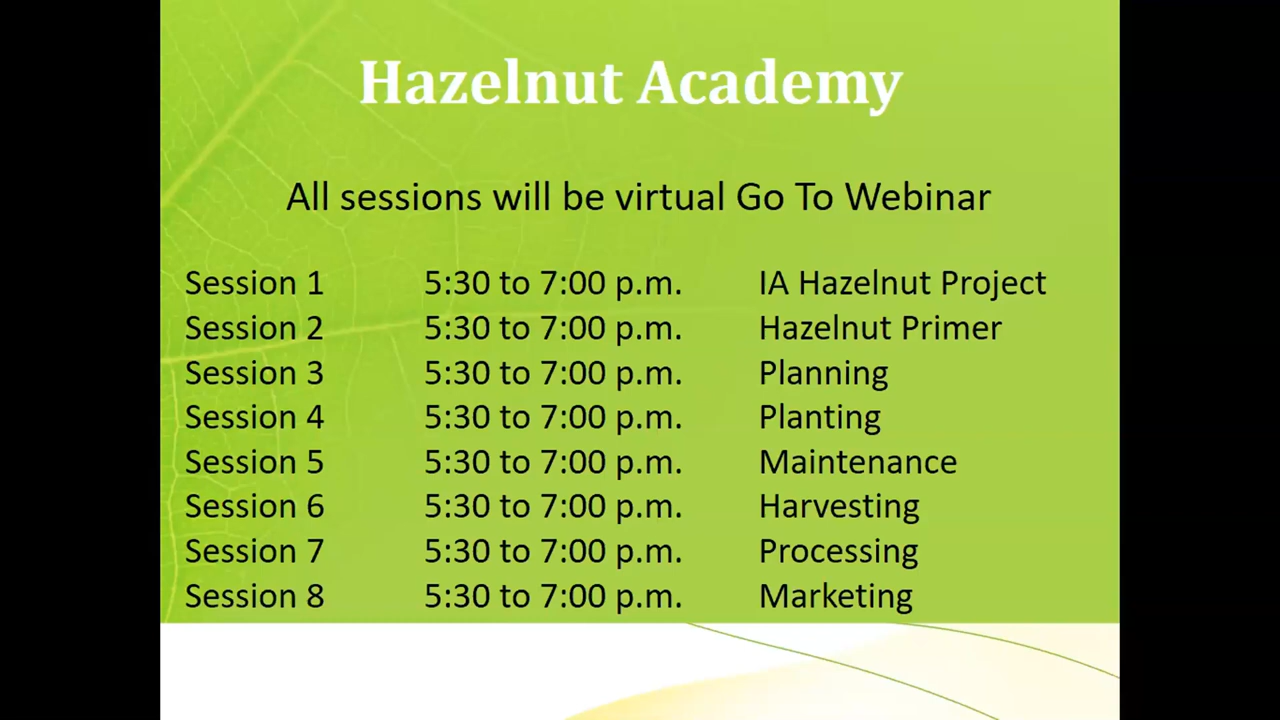 Hazelnut Academy
All sessions will be virtual Go To Webinar
Session 1 5:30 to 7:00 p.m. IA Hazelnut Project
Session 2 5:30 to 7:00 p.m. Hazelnut Primer
Session 3 5:30 to 7:00 p.m. Planning
Session 4 5:30 to 7:00 p.m. Planting
Session 5 5:30 to 7:00 p.m. Maintenance
Session 6 5:30 to 7:00 p.m. Harvesting
Session 7 5:30 to 7:00 p.m. Processing
Session 8 5:30 to 7:00 p.m. Marketing